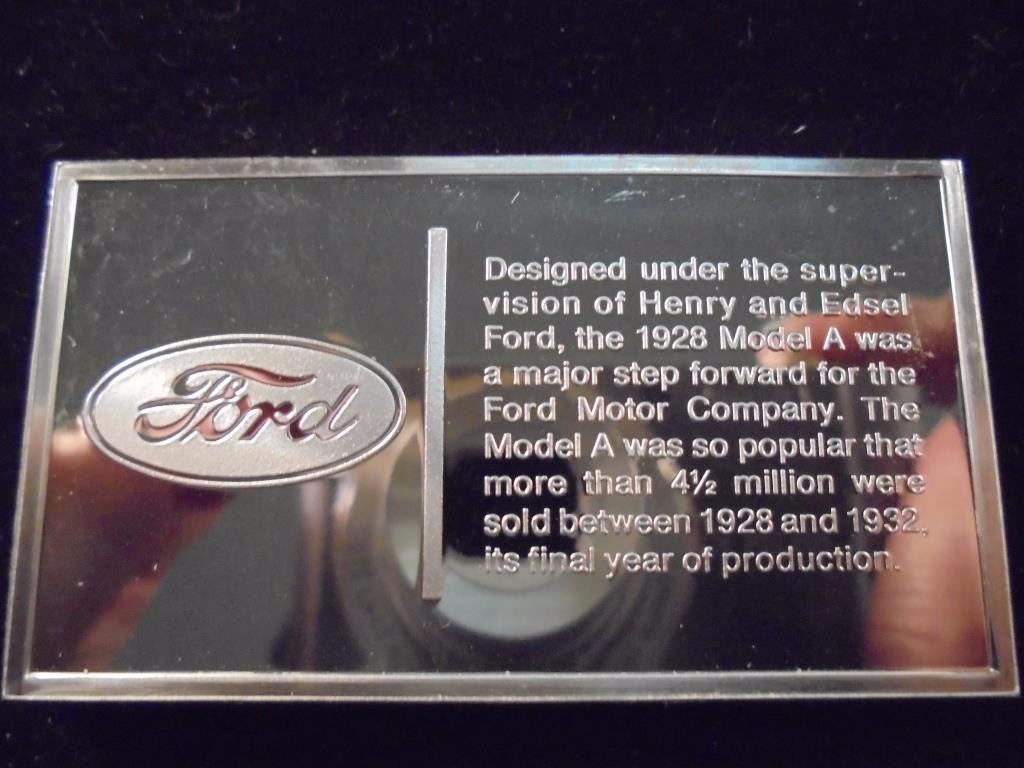 Ford
Designed under the super-
vision of Henry and Edsel
Ford, the 1928 Model A was
a major step forward for the
Ford Motor Company. The
Model A was so popular that
more than 4½ million were
sold between 1928 and 1932,
its final year of production.